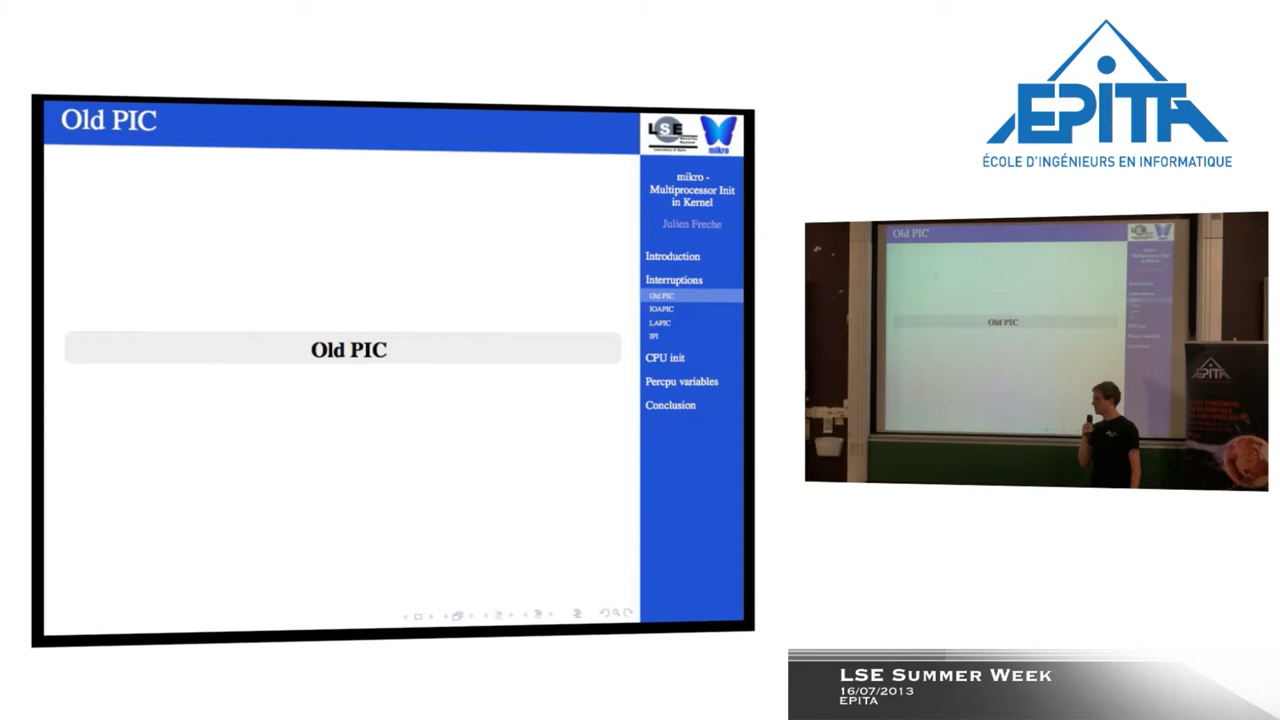 Old PIC
LSE
mikro
mikro -
Multiprocessor Init
in Kernel
Julien Freche
Introduction
Interruptions
Old PIC
IOAPIC
LAPIC
IPI
CPU init
Percpu variables
Conclusion
Old PIC
EPITA
ÉCOLE D'INGÉNIEURS EN INFORMATIQUE
Old PIC
Old PIC
EPITA
LSE Summer Week
16/07/2013
EPITA